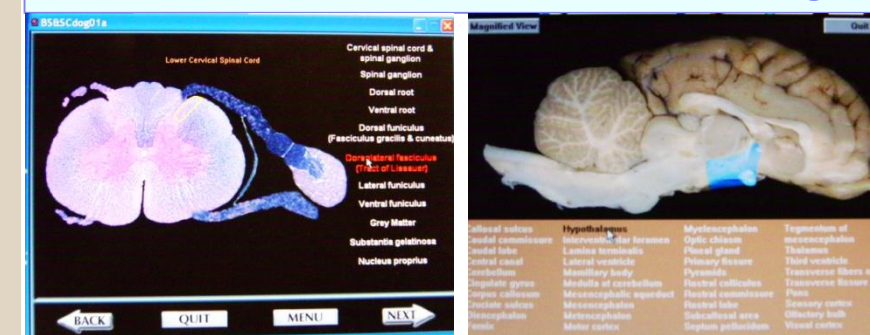 BS&SCdog01a
Lower Cervical Spinal Cord
Cervical spinal cord &
spinal ganglion
Spinal ganglion
Dorsal root
Ventral root
Dorsal funiculus
(Fasciculus gracilis & cuneatus)
Dorsolateral fasciculus
(Tract of Lissauer)
Lateral funiculus
Ventral funiculus
Grey Matter
Substantia gelatinosa
Nucleus proprius
BACK
QUIT
MENU
NEXT
Magnified View
Quit
Callosal sulcus
Caudal commissure
Caudal lobe
Central canal
Cerebellum
Cingulate gyrus
Corpus callosum
Cruciate sulcus
Diencephalon
Fornix
Hypothalamus
Interventricular foramen
Lamina terminalis
Lateral ventricle
Mamillary body
Medulla of cerebellum
Mesencephalic aqueduct
Mesencephalon
Metencephalon
Motor cortex
Myelencephalon
Optic chiasm
Pineal gland
Primary fissure
Pyramids
Rostral colliculus
Rostral commissure
Rostral lobe
Subcallosal area
Septum pellucidum
Tegmentum of
mesencephalon
Thalamus
Third ventricle
Transverse fibers
Transverse fissure
Pons
Sensory cortex
Olfactory bulb
Visual cortex